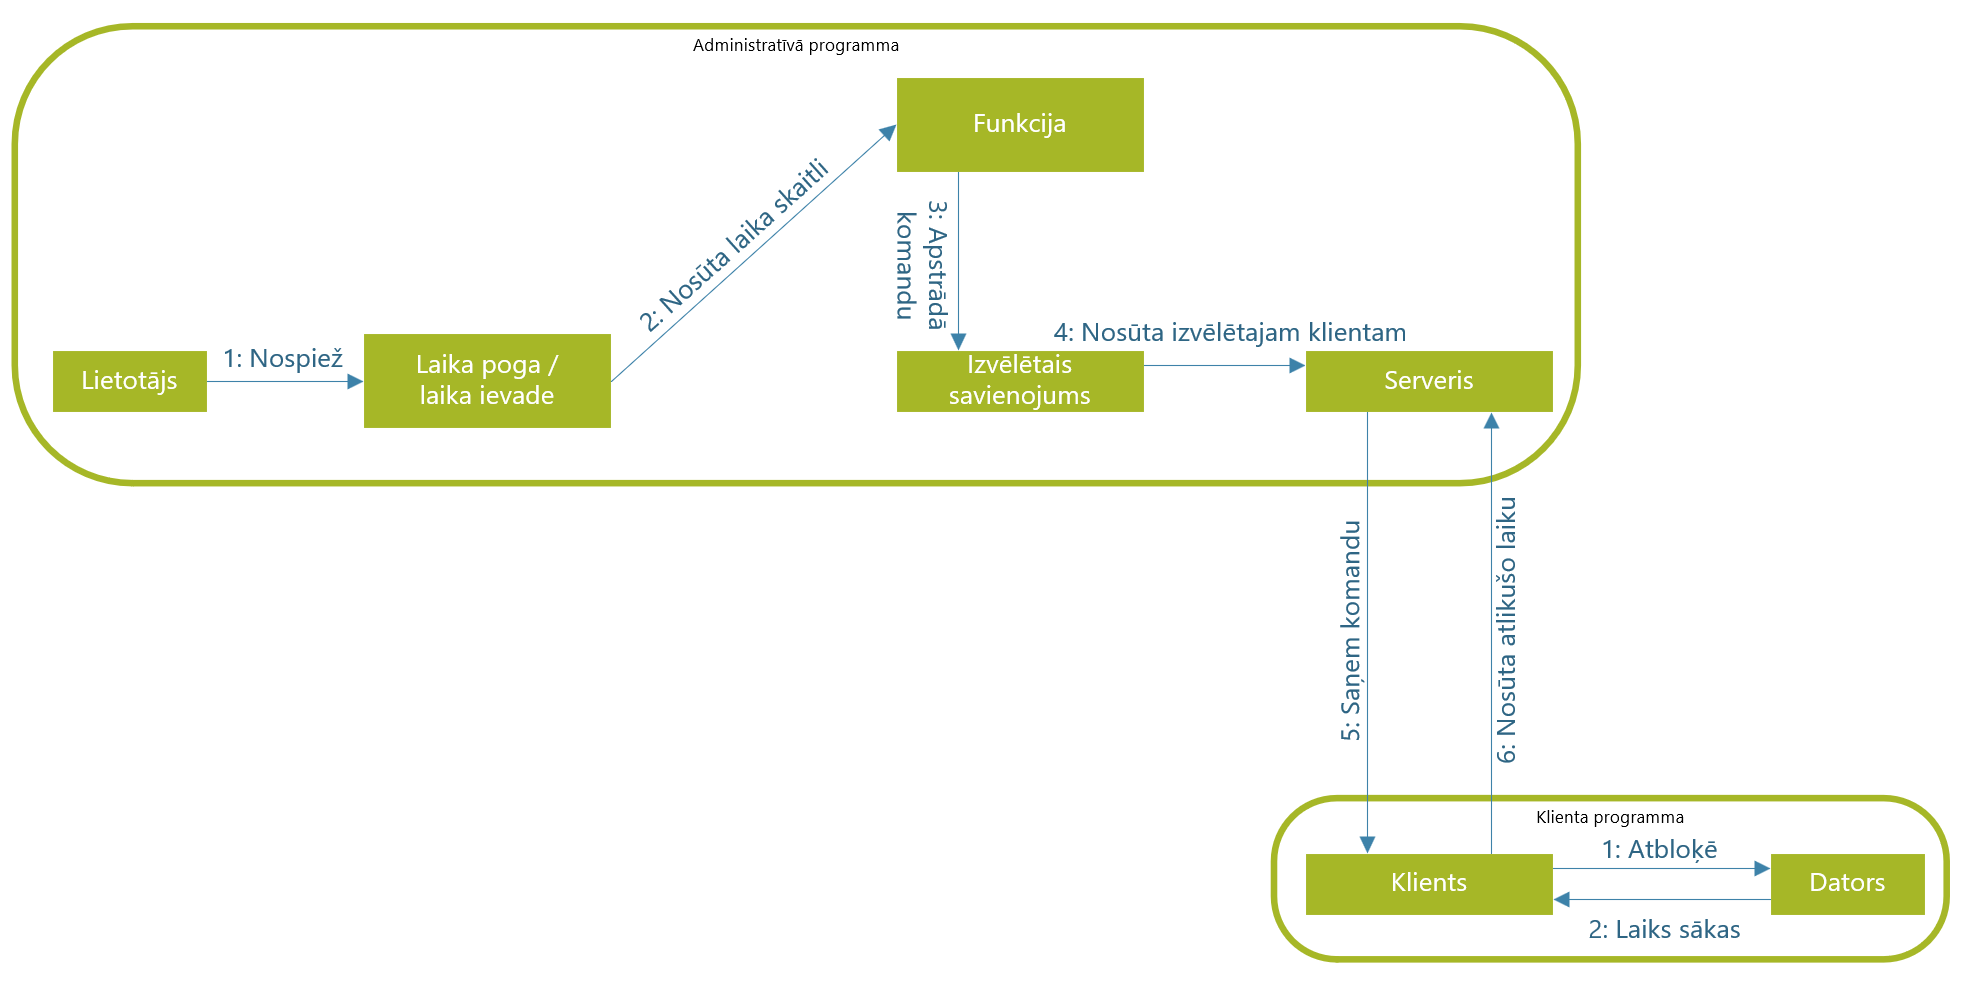 Administratīvā programma
Funkcija
2: Nosūta laika skaitli
3: Apstrādā
komandu
4: Nosūta izvēlētajam klientam
1: Nospiež
Lietotājs
Laika poga /
laika ievade
Izvēlētais
savienojums
Serveris
5: Saņem komandu
6: Nosūta atlikušo laiku
Klienta programma
1: Atbloķē
Klients
Dators
2: Laiks sākas